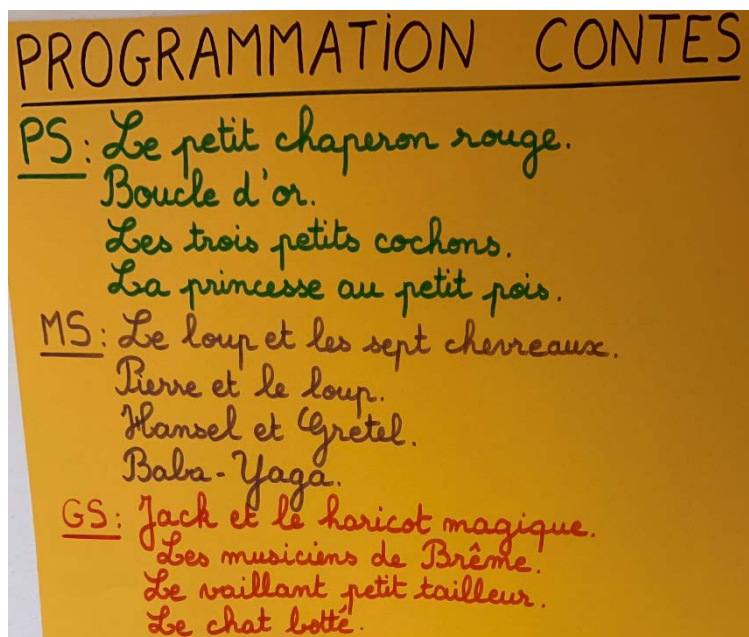 PROGRAMMATION CONTES
PS: Le petit chaperon rouge.
Boucle d'or.
Les trois petits cochons.
La princesse au petit pois.
MS: Le loup et les sept chevreaux.
Pierre et le loup.
Hansel et Gretel.
Baba-Yaga.
GS: Jack et le haricot magique.
Les musiciens de Brême.
Le vaillant petit tailleur.
Le chat botté.